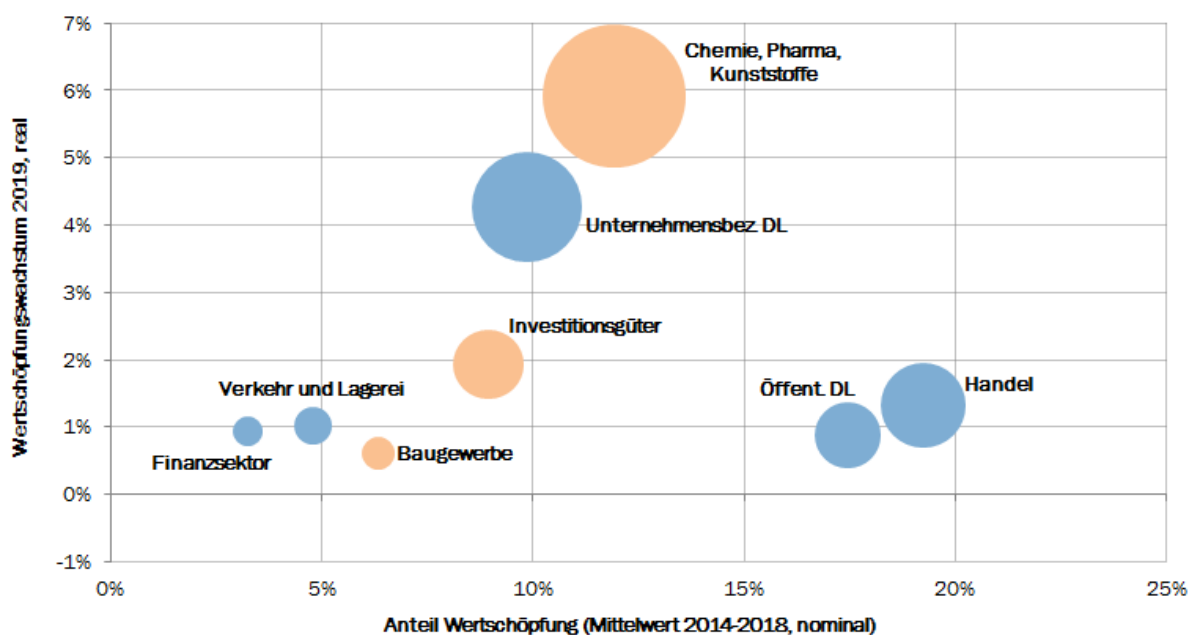 7%
6%
5%
4%
3%
2%
1%
0%
-1%
Wertschöpfungswachstum 2019, real
Chemie, Pharma,
Kunststoffe
Unternehmensbez. DL
Investitionsgüter
Verkehr und Lagerei
Öffent. DL
Handel
Finanzsektor
Baugewerbe
0%
5%
10%
15%
20%
25%
Anteil Wertschöpfung (Mittelwert 2014-2018, nominal)